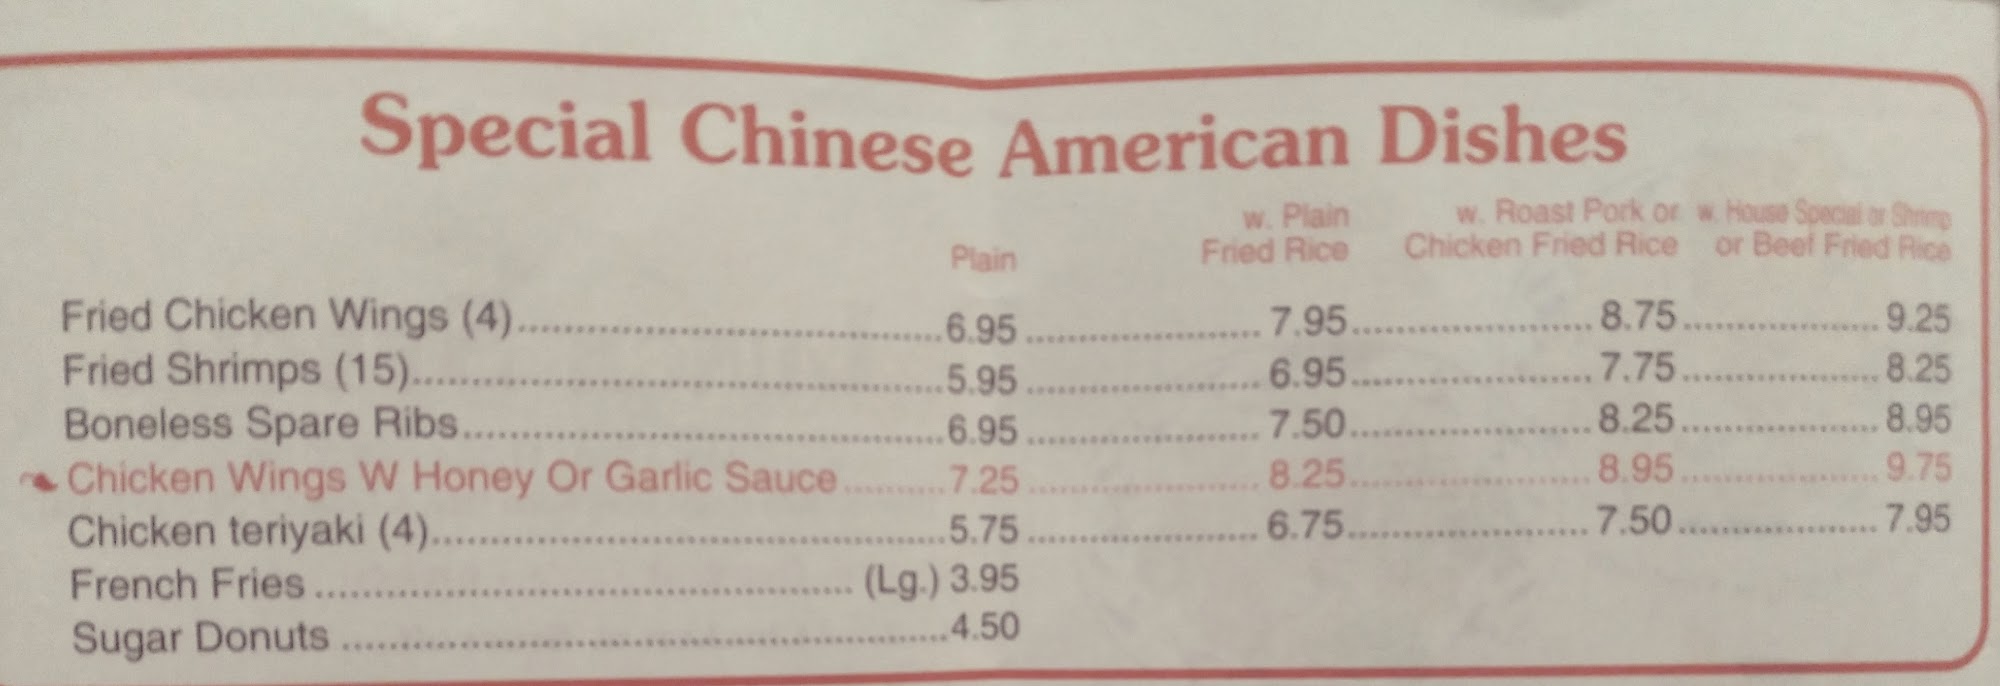 Special Chinese American Dishes
w. Plain w. Roast Pork or w. House Special or Shrimp
Plain Fried Rice Chicken Fried Rice or Beef Fried Rice
Fried Chicken Wings (4) 6.95 7.95 8.75 9.25
Fried Shrimps (15) 5.95 6.95 7.75 8.25
Boneless Spare Ribs 6.95 7.50 8.25 8.95
Chicken Wings W Honey Or Garlic Sauce 7.25 8.25 8.95 9.75
Chicken teriyaki (4) 5.75 6.75 7.50 7.95
French Fries (Lg.) 3.95
Sugar Donuts 4.50